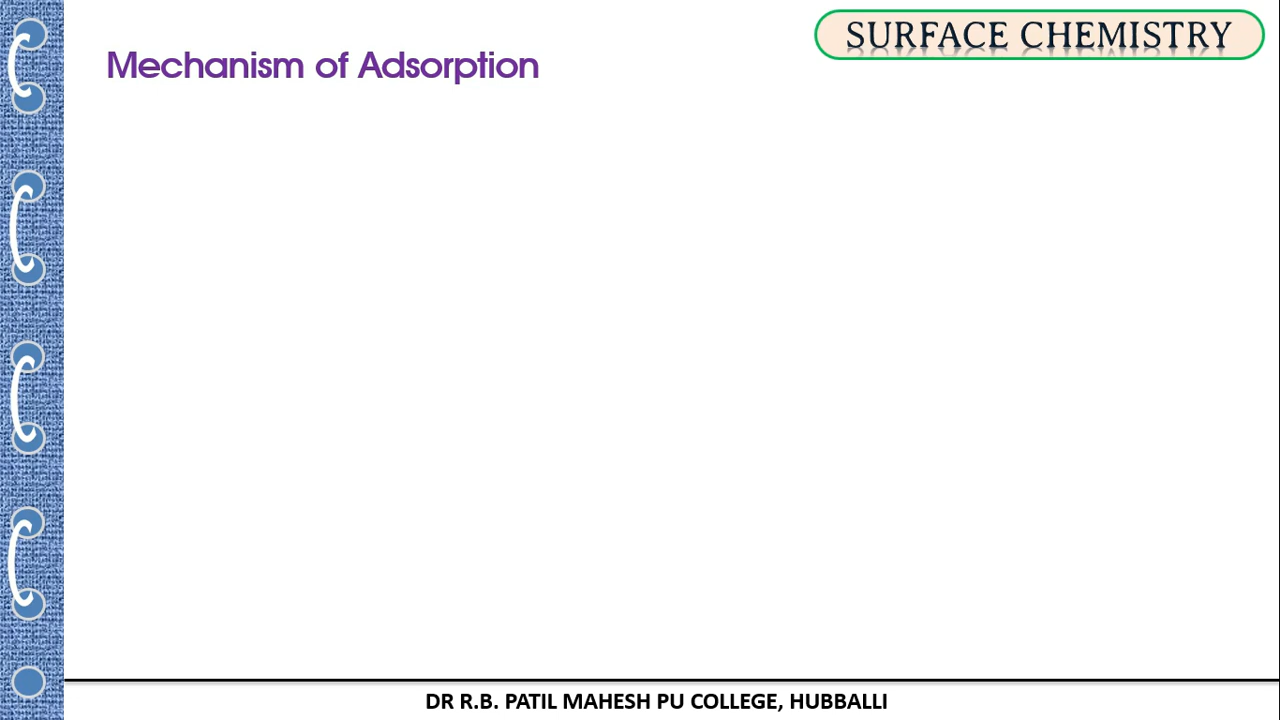 SURFACE CHEMISTRY
Mechanism of Adsorption
DR R.B. PATIL MAHESH PU COLLEGE, HUBBALLI